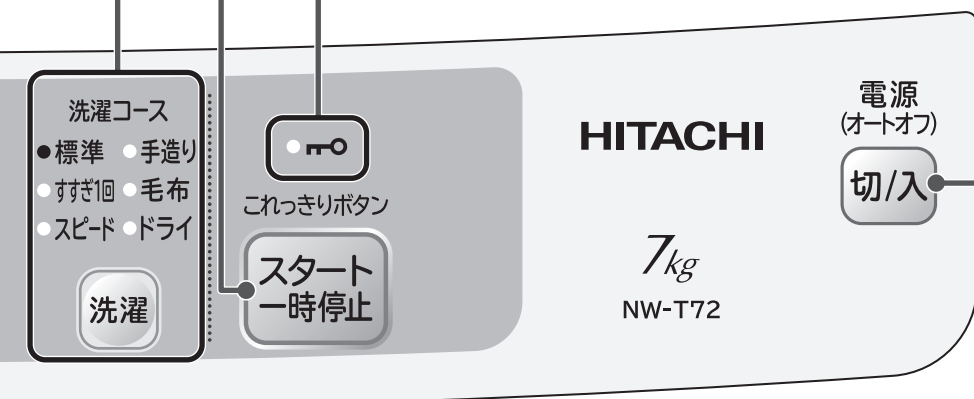 洗濯コース
標準 手造り
すすぎ1回 毛布
スピード ドライ
洗濯
これっきりボタン
スタート
一時停止
HITACHI
7kg
NW-T72
電源
(オートオフ)
切/入